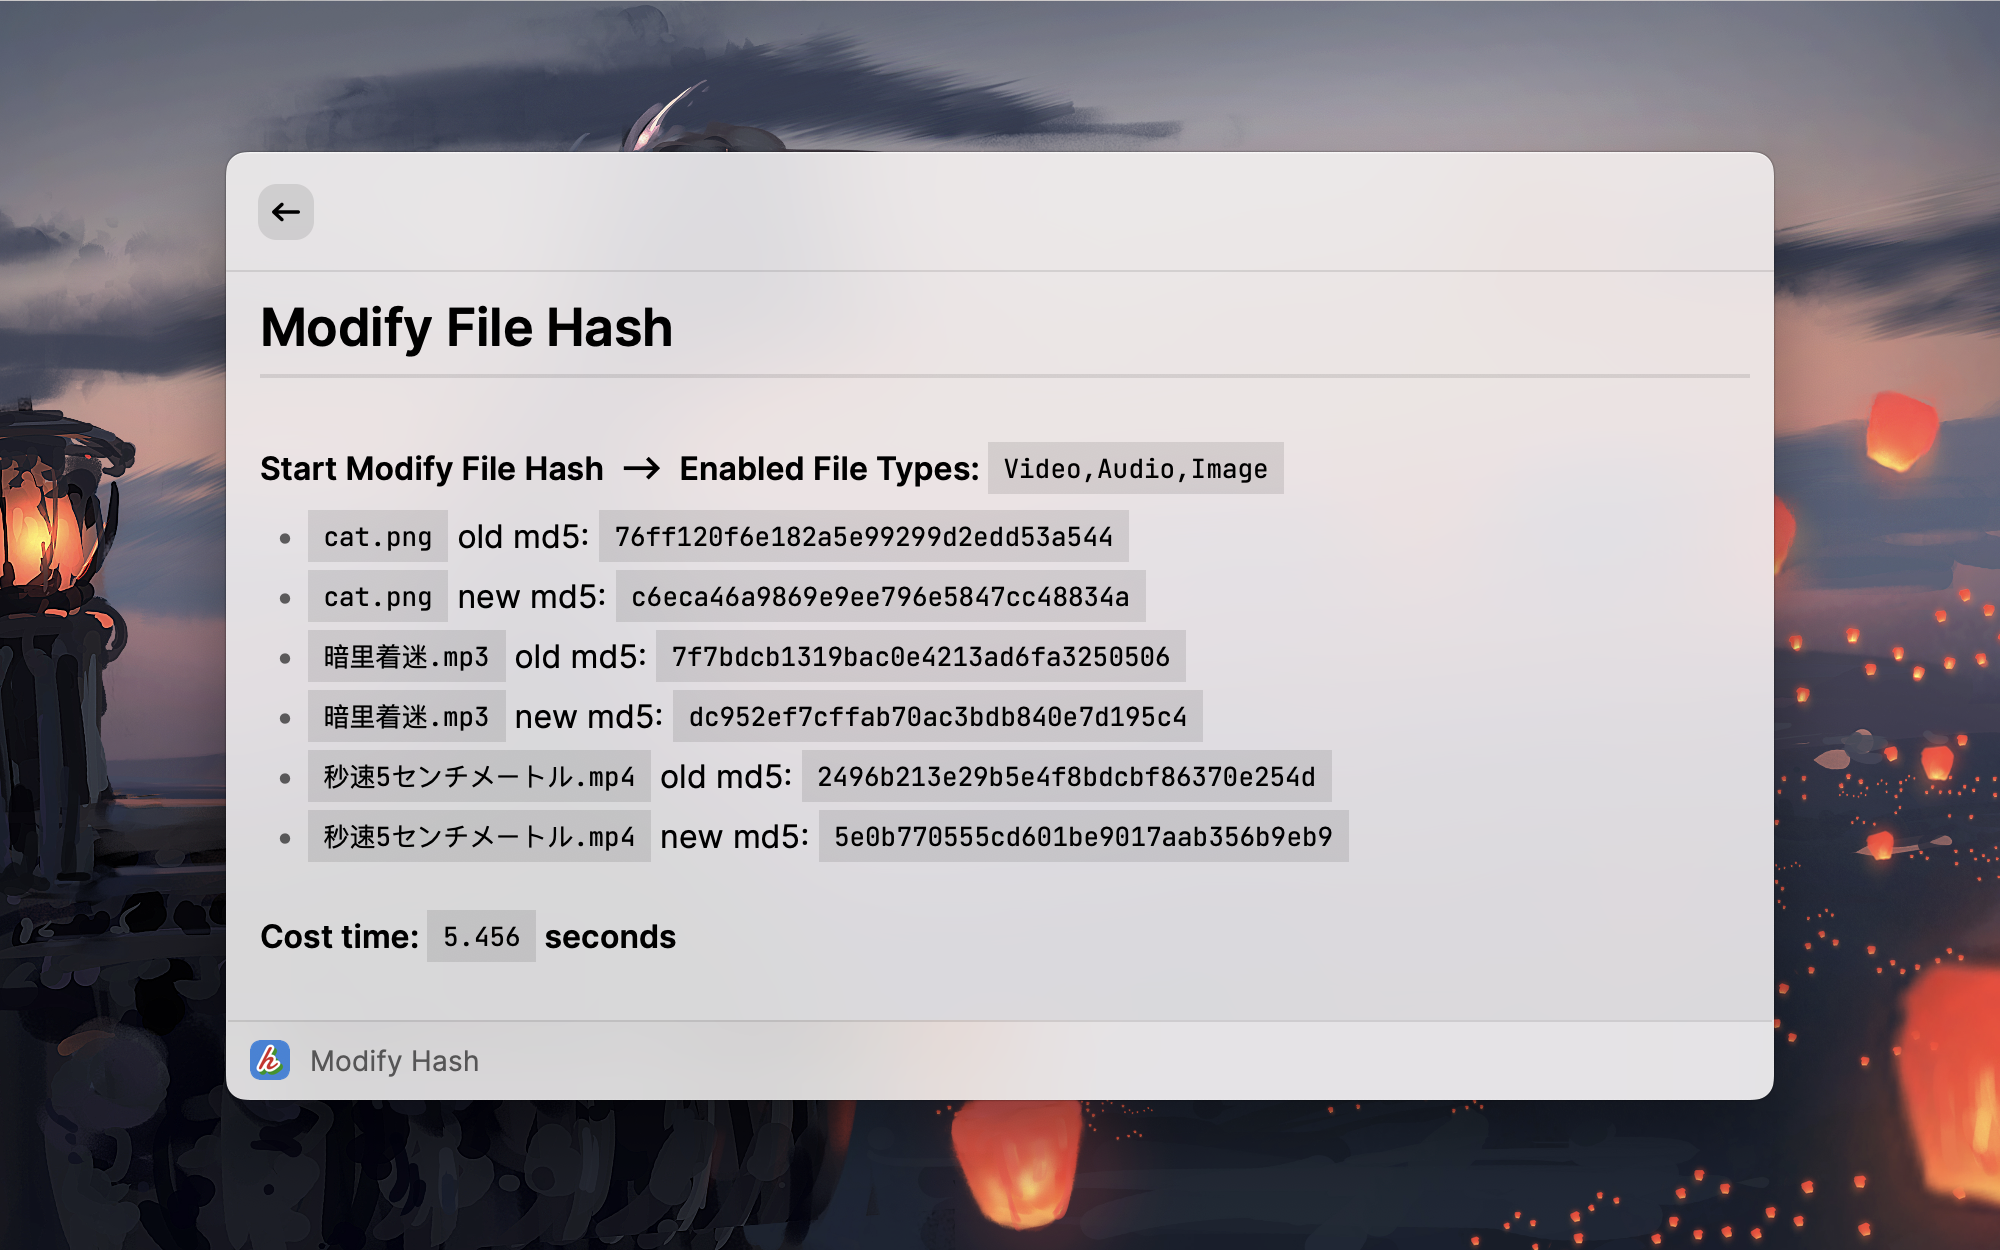 Modify File Hash
Start Modify File Hash → Enabled File Types: Video,Audio,Image
• cat.png old md5: 76ff120f6e182a5e99299d2edd53a544
• cat.png new md5: c6eca46a9869e9ee796e5847cc48834a
• 暗里着迷.mp3 old md5: 7f7bdcb1319bac0e4213ad6fa3250506
• 暗里着迷.mp3 new md5: dc952ef7cffab70ac3bdb840e7d195c4
• 秒速5センチメートル.mp4 old md5: 2496b213e29b5e4f8bdcbf86370e254d
• 秒速5センチメートル.mp4 new md5: 5e0b770555cd601be9017aab356b9eb9
Cost time: 5.456 seconds
h Modify Hash